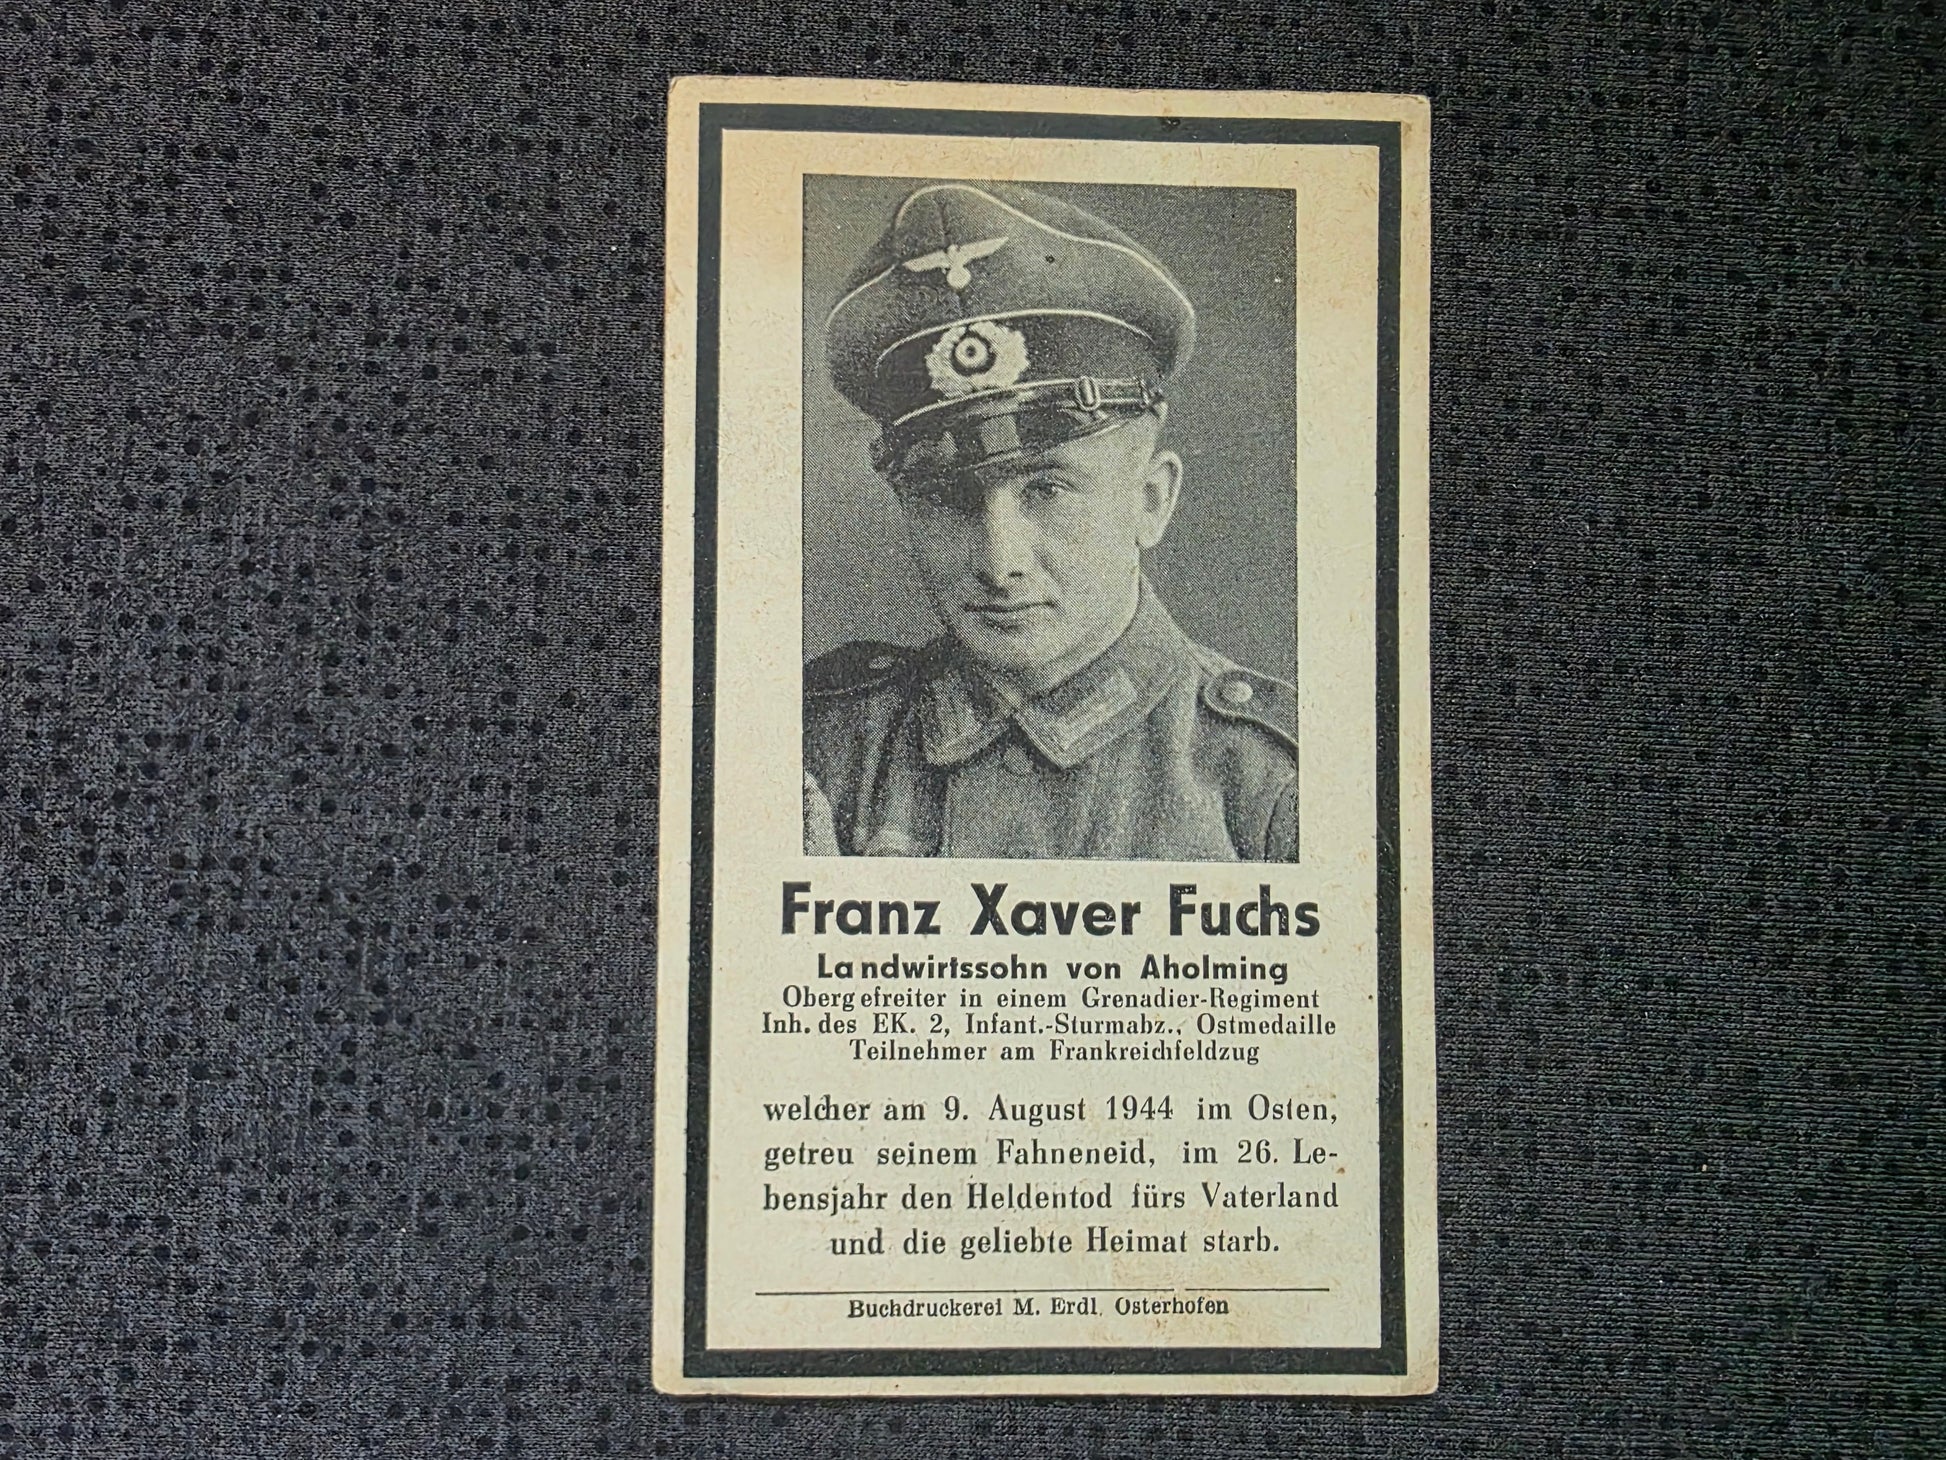 Franz Xaver Fuchs
Landwirtssohn von Aholming
Obergefreiter in einem Grenadier-Regiment
Inh. des EK. 2, Infant.-Sturmabz., Ostmedaille
Teilnehmer am Frankreichfeldzug
welcher am 9. August 1944 im Osten,
getreu seinem Fahneneid, im 26. Le-
bensjahr den Heldentod fürs Vaterland
und die geliebte Heimat starb.
Buchdruckerei M. Erdl, Osterhofen